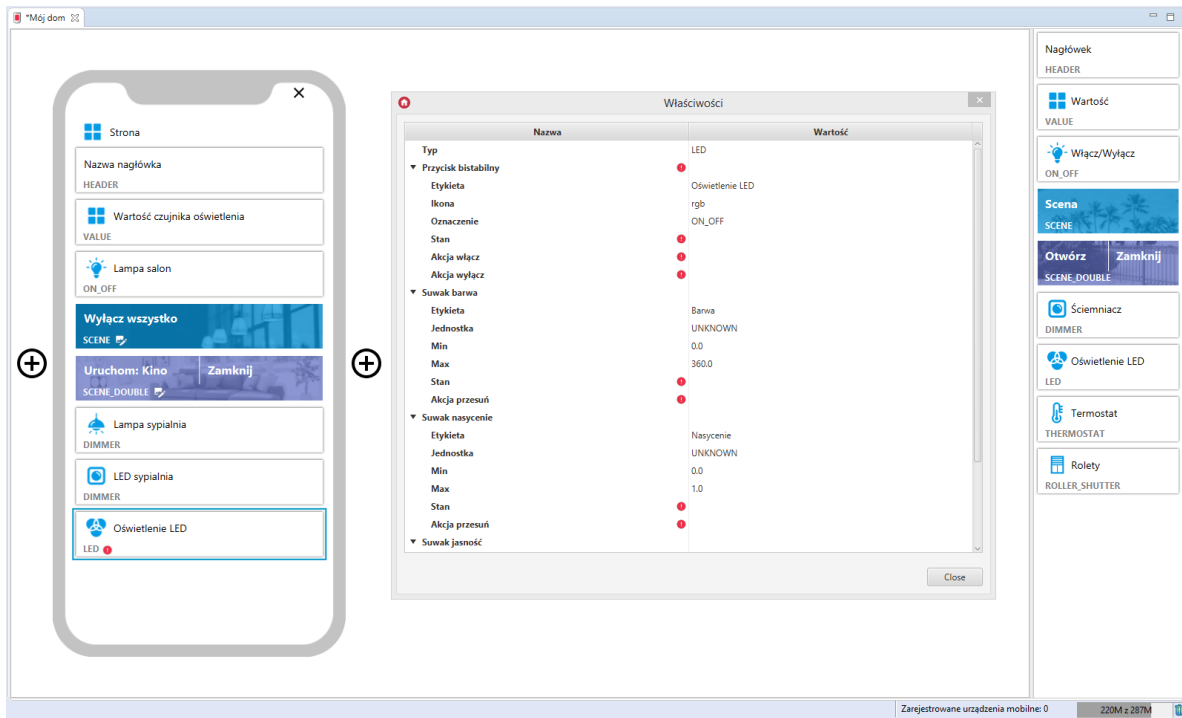 *Mój dom
Strona
Nazwa nagłówka
HEADER
Wartość czujnika oświetlenia
VALUE
Lampa salon
ON_OFF
Wyłącz wszystko
SCENE
Uruchom: Kino Zamknij
SCENE_DOUBLE
Lampa sypialnia
DIMMER
LED sypialnia
DIMMER
Oświetlenie LED
LED
Właściwości
Nazwa Wartość
Typ LED
Przycisk bistabilny
Etykieta Oświetlenie LED
Ikona rgb
Oznaczenie ON_OFF
Stan
Akcja włącz
Akcja wyłącz
Suwak barwa
Etykieta Barwa
Jednostka UNKNOWN
Min 0.0
Max 360.0
Stan
Akcja przesuń
Suwak nasycenie
Etykieta Nasycenie
Jednostka UNKNOWN
Min 0.0
Max 1.0
Stan
Akcja przesuń
Suwak jasność
Close
Nagłówek
HEADER
Wartość
VALUE
Włącz/Wyłącz
ON_OFF
Scena
SCENE
Otwórz Zamknij
SCENE_DOUBLE
Ściemniacz
DIMMER
Oświetlenie LED
LED
Termostat
THERMOSTAT
Rolety
ROLLER_SHUTTER
Zarejestrowane urządzenia mobilne: 0 220M z 287M